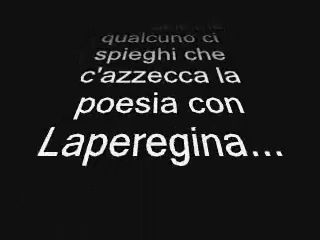 qualcuno ci
spieghi che
c'azzecca la
poesia con
Laperegina...